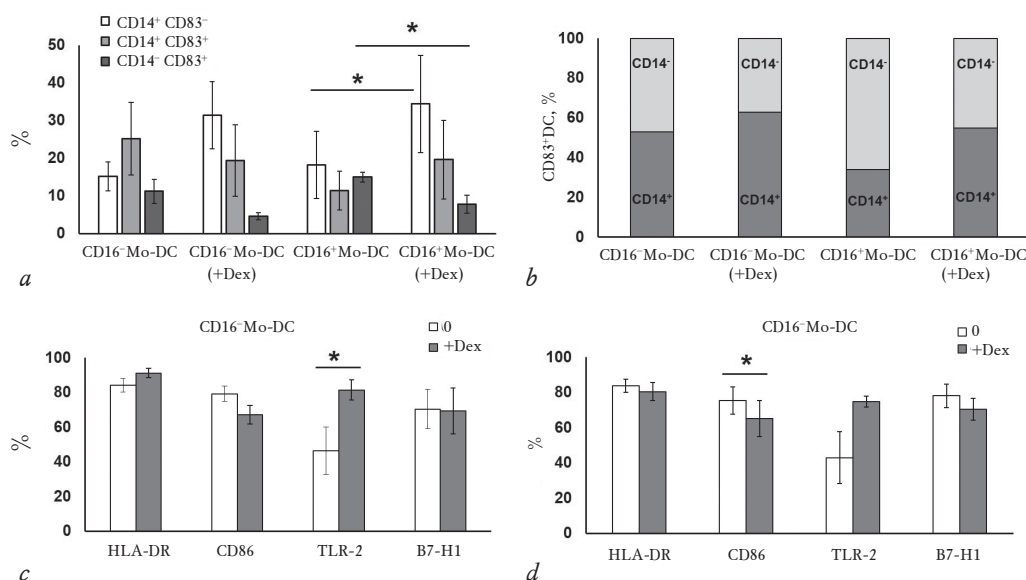 CD14⁺ CD83⁻
CD14⁺ CD83⁺
CD14⁻ CD83⁺
50
40
30
20
10
0
%
*
*
CD16⁻Mo-DC
CD16⁻Mo-DC
(+Dex)
CD16⁺Mo-DC
CD16⁺Mo-DC
(+Dex)
a
100
80
60
40
20
0
CD83⁺DC, %
CD14⁻
CD14⁻
CD14⁻
CD14⁻
CD14⁺
CD14⁺
CD14⁺
CD14⁺
CD16⁻Mo-DC
CD16⁻Mo-DC
(+Dex)
CD16⁺Mo-DC
CD16⁺Mo-DC
(+Dex)
b
CD16⁻Mo-DC
0
+Dex
100
80
60
40
20
0
%
*
HLA-DR
CD86
TLR-2
B7-H1
c
CD16⁻Mo-DC
0
+Dex
100
80
60
40
20
0
%
*
HLA-DR
CD86
TLR-2
B7-H1
d